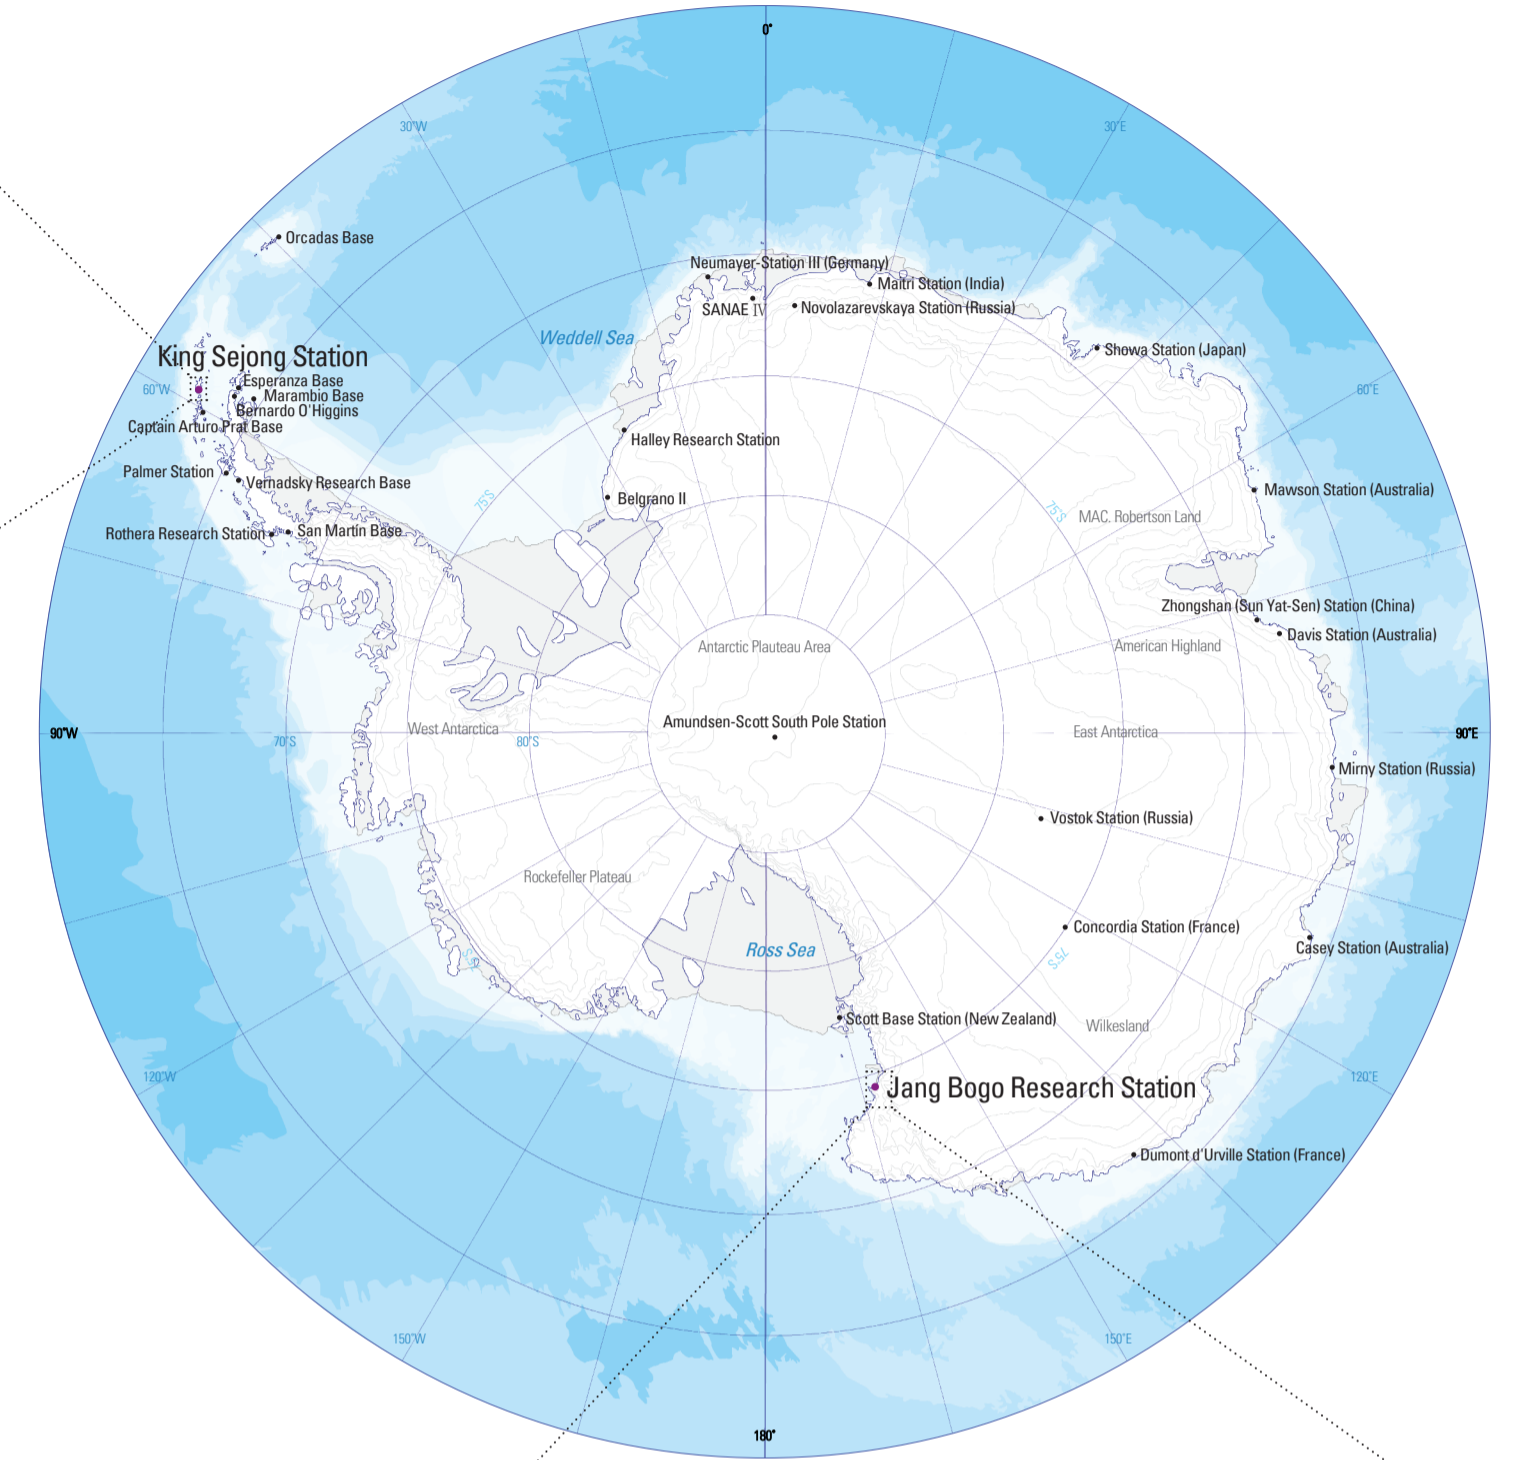 0°
30°W
30°E
Orcadas Base
Neumayer-Station III (Germany)
Maitri Station (India)
SANAE IV
Novolazarevskaya Station (Russia)
Weddell Sea
Showa Station (Japan)
King Sejong Station
60°W
60°E
Esperanza Base
Marambio Base
Bernardo O'Higgins
Captain Arturo Prat Base
Halley Research Station
Palmer Station
Vernadsky Research Base
Belgrano II
75°S
75°S
Mawson Station (Australia)
MAC. Robertson Land
Rothera Research Station
San Martín Base
Zhongshan (Sun Yat-Sen) Station (China)
Davis Station (Australia)
American Highland
Antarctic Plauteau Area
Amundsen-Scott South Pole Station
90°W
70°S
West Antarctica
80°S
East Antarctica
90°E
Mirny Station (Russia)
Vostok Station (Russia)
Rockefeller Plateau
Concordia Station (France)
Casey Station (Australia)
Ross Sea
75°S
75°S
Scott Base Station (New Zealand)
Wilkesland
120°W
120°E
Jang Bogo Research Station
Dumont d'Urville Station (France)
150°W
150°E
180°